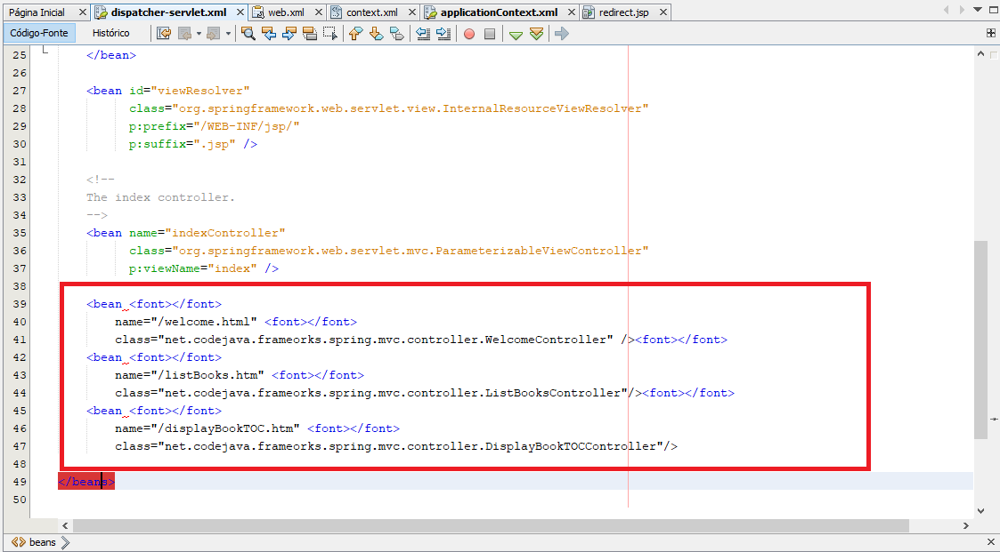 Página Inicial dispatcher-servlet.xml web.xml context.xml applicationContext.xml redirect.jsp
Código-Fonte Histórico
25 </bean>
26
27 <bean id="viewResolver"
28 class="org.springframework.web.servlet.view.InternalResourceViewResolver"
29 p:prefix="/WEB-INF/jsp/"
30 p:suffix=".jsp" />
31
32 <!--
33 The index controller.
34 -->
35 <bean name="indexController"
36 class="org.springframework.web.servlet.mvc.ParameterizableViewController"
37 p:viewName="index" />
38
39 <bean <font></font>
40 name="/welcome.html" <font></font>
41 class="net.codejava.frameorks.spring.mvc.controller.WelcomeController" /><font></font>
42 <bean <font></font>
43 name="/listBooks.htm" <font></font>
44 class="net.codejava.frameorks.spring.mvc.controller.ListBooksController"/><font></font>
45 <bean <font></font>
46 name="/displayBookTOC.htm" <font></font>
47 class="net.codejava.frameorks.spring.mvc.controller.DisplayBookTOCController"/>
48
49 </beans>
50
beans